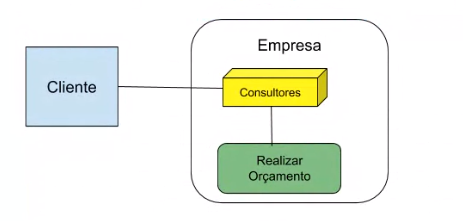 Empresa
Cliente
Consultores
Realizar
Orçamento